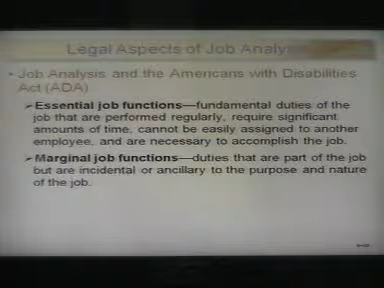 Legal Aspects of Job Analy
• Job Analysis and the Americans with Disabilities
Act (ADA)
➢Essential job functions—fundamental duties of the
job that are performed regularly, require significant
amounts of time, cannot be easily assigned to another
employee, and are necessary to accomplish the job.
➢Marginal job functions—duties that are part of the job
but are incidental or ancillary to the purpose and nature
of the job.